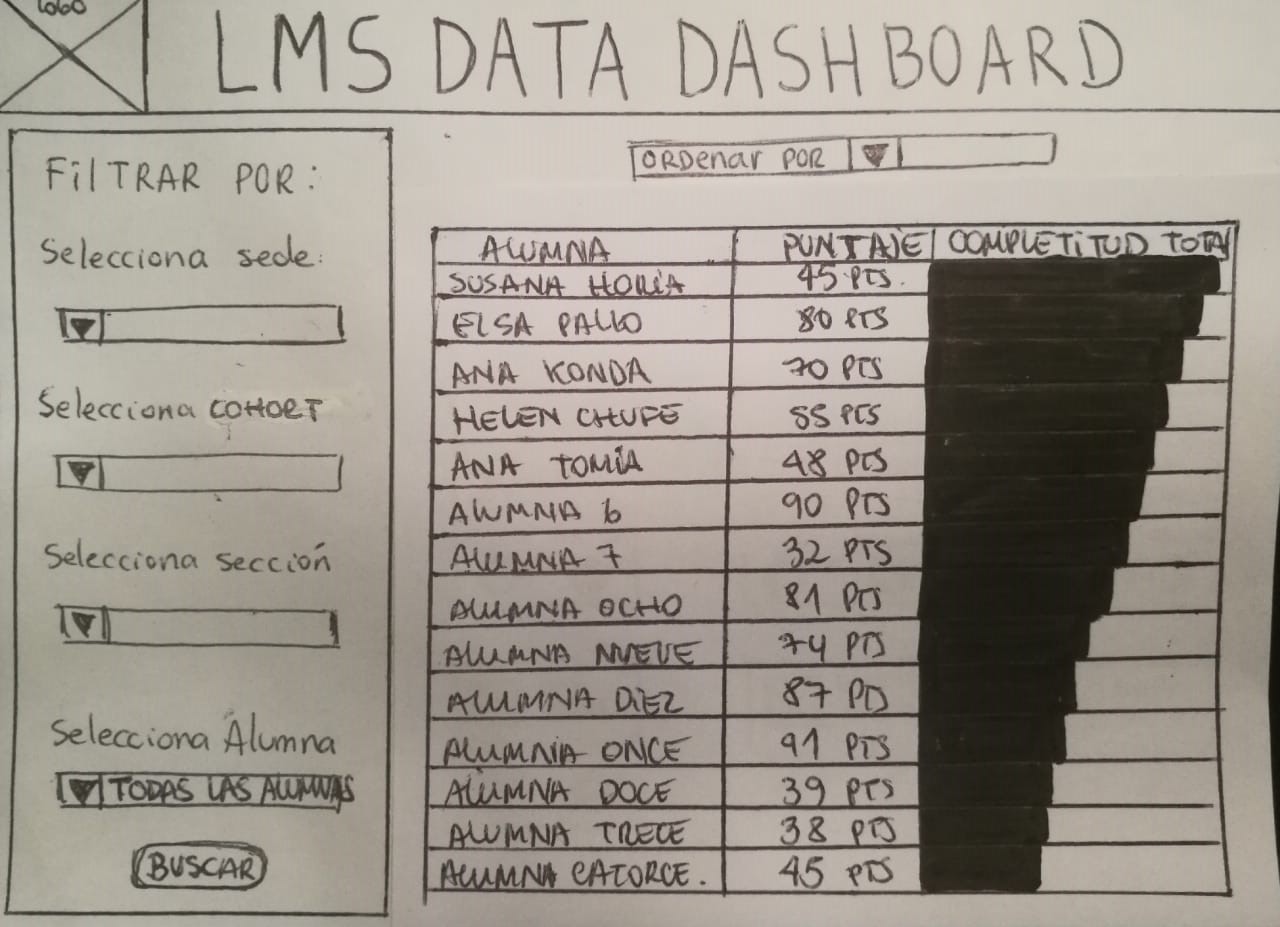 LOGO
LMS DATA DASHBOARD
FilTRAR POR:
Selecciona sede:
Selecciona COHORT
Selecciona sección
Selecciona Alumna
TODAS LAS ALUMNAS
BUSCAR
ORDenar POR
ALUMNA PUNTAJE COMPLETITUD TOTAL
SUSANA HORIA 45 PTS.
ELSA PALLO 80 PTS
ANA KONDA 70 PTS
HELEN CHUFE 55 PTS
ANA TOMÍA 48 PTS
ALUMNA 6 90 PTS
ALUMNA 7 32 PTS
ALUMNA OCHO 81 PTS
ALUMNA NUEVE 74 PTS
ALUMNA DiEZ 87 PTS
ALUMNA ONCE 91 PTS
ALUMNA DOCE 39 PTS
ALUMNA TRECE 38 PTS
ALUMNA CATORCE. 45 PTS